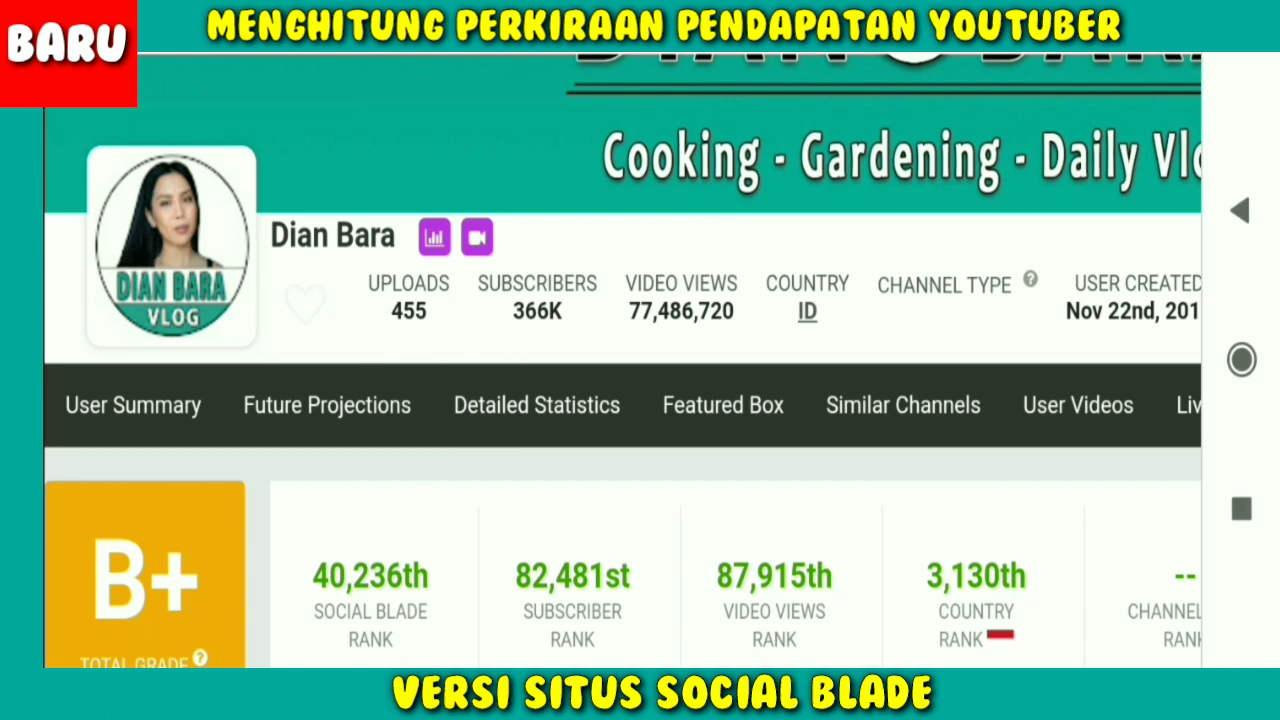 BARU
MENGHITUNG PERKIRAAN PENDAPATAN YOUTUBER
Cooking - Gardening - Daily Vlo
DIAN BARA
VLOG
Dian Bara
UPLOADS SUBSCRIBERS VIDEO VIEWS COUNTRY CHANNEL TYPE ? USER CREATED
455 366K 77,486,720 ID Nov 22nd, 201
User Summary Future Projections Detailed Statistics Featured Box Similar Channels User Videos Liv
B+
TOTAL GRADE ?
40,236th 82,481st 87,915th 3,130th --
SOCIAL BLADE SUBSCRIBER VIDEO VIEWS COUNTRY CHANNEL
RANK RANK RANK RANK RANK
VERSI SITUS SOCIAL BLADE